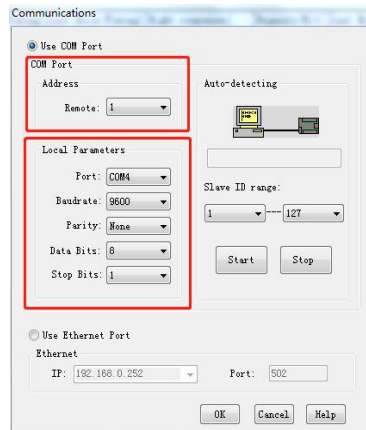 Communications
Use COM Port
COM Port
Address
Remote: 1
Local Parameters
Port: COM4
Baudrate: 9600
Parity: None
Data Bits: 8
Stop Bits: 1
Auto-detecting
Slave ID range:
1 --- 127
Start Stop
Use Ethernet Port
Ethernet
IP: 192.168.0.252 Port: 502
OK Cancel Help